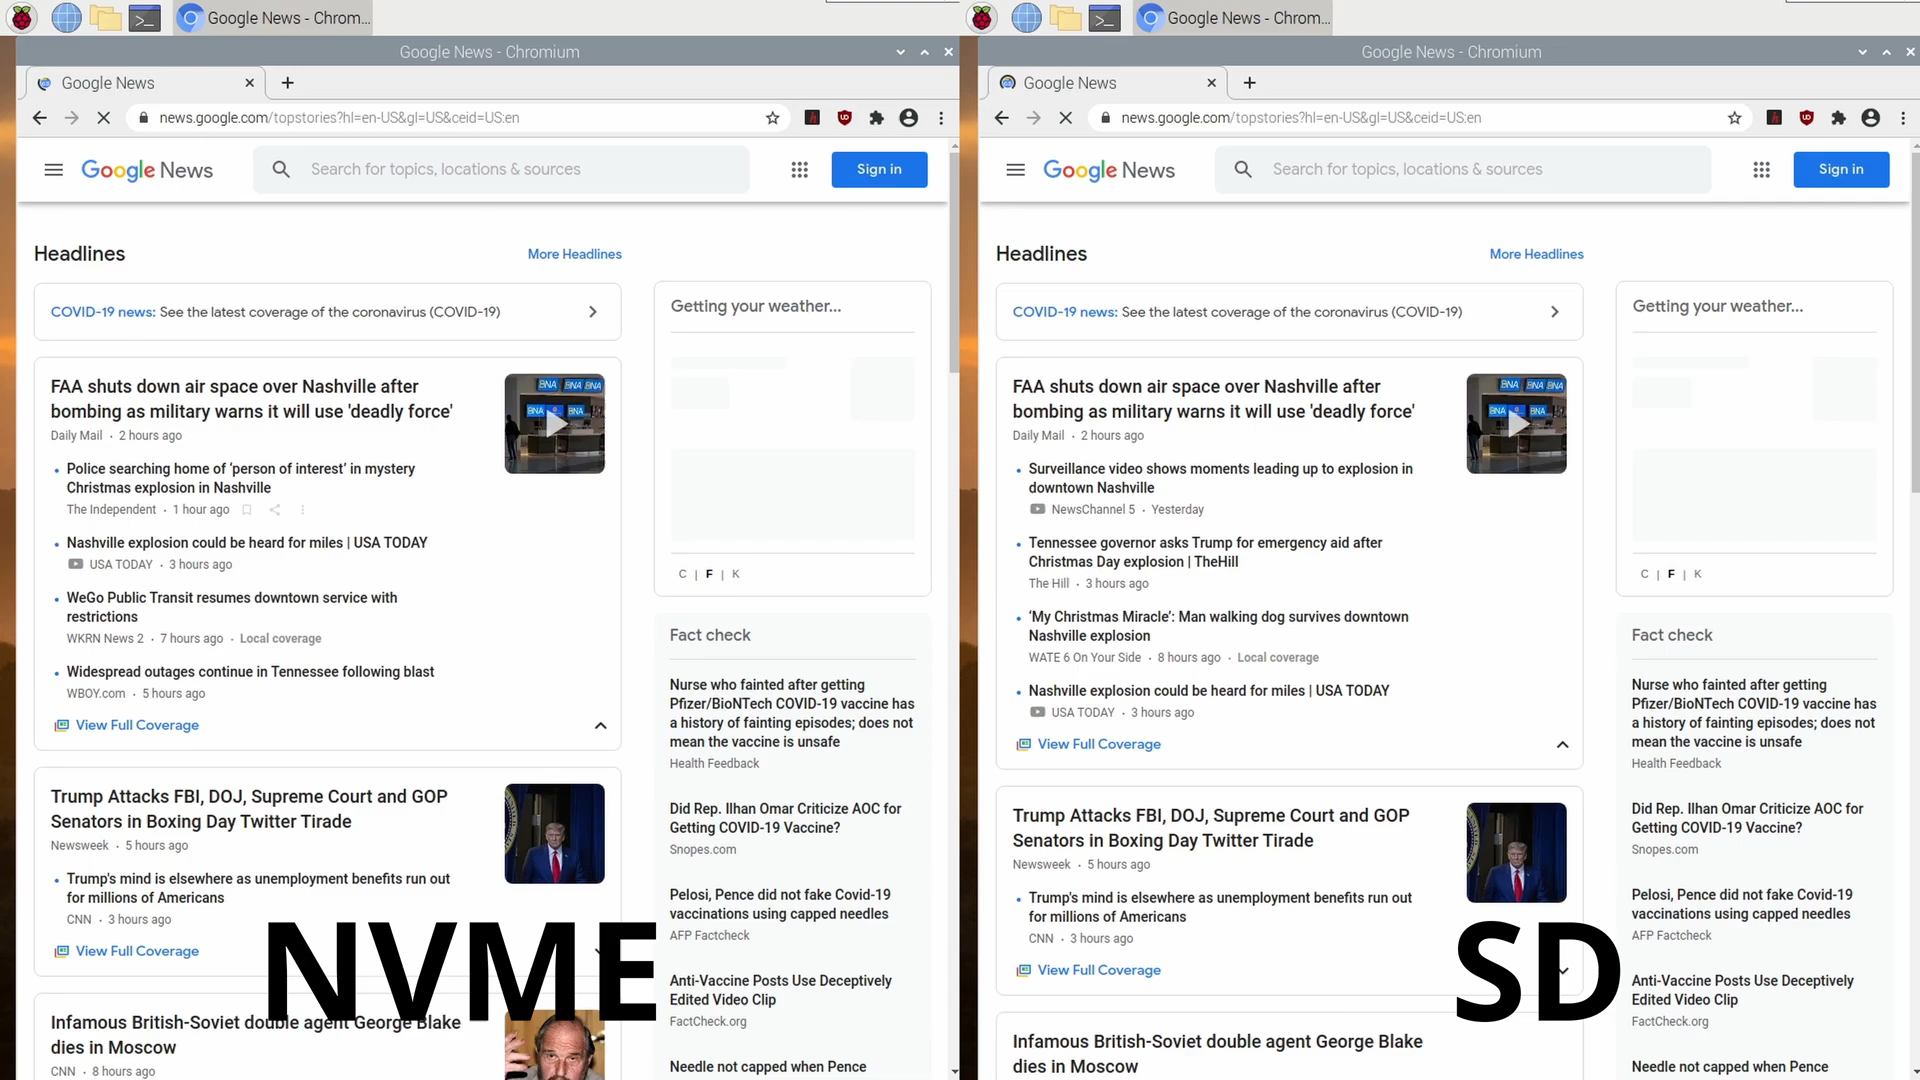 Google News - Chrom...
Google News - Chromium
Google News
news.google.com/topstories?hl=en-US&gl=US&ceid=US:en
Google News
Search for topics, locations & sources
Sign in
Headlines
More Headlines
COVID-19 news: See the latest coverage of the coronavirus (COVID-19)
FAA shuts down air space over Nashville after
bombing as military warns it will use 'deadly force'
Daily Mail · 2 hours ago
BNA BNA BNA
BNA BNA
Police searching home of ‘person of interest’ in mystery
Christmas explosion in Nashville
The Independent · 1 hour ago
Nashville explosion could be heard for miles | USA TODAY
USA TODAY · 3 hours ago
WeGo Public Transit resumes downtown service with
restrictions
WKRN News 2 · 7 hours ago · Local coverage
Widespread outages continue in Tennessee following blast
WBOY.com · 5 hours ago
View Full Coverage
Trump Attacks FBI, DOJ, Supreme Court and GOP
Senators in Boxing Day Twitter Tirade
Newsweek · 5 hours ago
Trump's mind is elsewhere as unemployment benefits run out
for millions of Americans
CNN · 3 hours ago
View Full Coverage
Infamous British-Soviet double agent George Blake
dies in Moscow
CNN · 8 hours ago
Getting your weather...
C | F | K
Fact check
Nurse who fainted after getting
Pfizer/BioNTech COVID-19 vaccine has
a history of fainting episodes; does not
mean the vaccine is unsafe
Health Feedback
Did Rep. Ilhan Omar Criticize AOC for
Getting COVID-19 Vaccine?
Snopes.com
Pelosi, Pence did not fake Covid-19
vaccinations using capped needles
AFP Factcheck
Anti-Vaccine Posts Use Deceptively
Edited Video Clip
FactCheck.org
Needle not capped when Pence
NVME
Google News - Chrom...
Google News - Chromium
Google News
news.google.com/topstories?hl=en-US&gl=US&ceid=US:en
Google News
Search for topics, locations & sources
Sign in
Headlines
More Headlines
COVID-19 news: See the latest coverage of the coronavirus (COVID-19)
FAA shuts down air space over Nashville after
bombing as military warns it will use 'deadly force'
Daily Mail · 2 hours ago
BNA BNA BNA
BNA BNA
Surveillance video shows moments leading up to explosion in
downtown Nashville
NewsChannel 5 · Yesterday
Tennessee governor asks Trump for emergency aid after
Christmas Day explosion | TheHill
The Hill · 3 hours ago
‘My Christmas Miracle’: Man walking dog survives downtown
Nashville explosion
WATE 6 On Your Side · 8 hours ago · Local coverage
Nashville explosion could be heard for miles | USA TODAY
USA TODAY · 3 hours ago
View Full Coverage
Trump Attacks FBI, DOJ, Supreme Court and GOP
Senators in Boxing Day Twitter Tirade
Newsweek · 5 hours ago
Trump's mind is elsewhere as unemployment benefits run out
for millions of Americans
CNN · 3 hours ago
View Full Coverage
Infamous British-Soviet double agent George Blake
dies in Moscow
Getting your weather...
C | F | K
Fact check
Nurse who fainted after getting
Pfizer/BioNTech COVID-19 vaccine has
a history of fainting episodes; does not
mean the vaccine is unsafe
Health Feedback
Did Rep. Ilhan Omar Criticize AOC for
Getting COVID-19 Vaccine?
Snopes.com
Pelosi, Pence did not fake Covid-19
vaccinations using capped needles
AFP Factcheck
Anti-Vaccine Posts Use Deceptively
Edited Video Clip
FactCheck.org
Needle not capped when Pence
SD